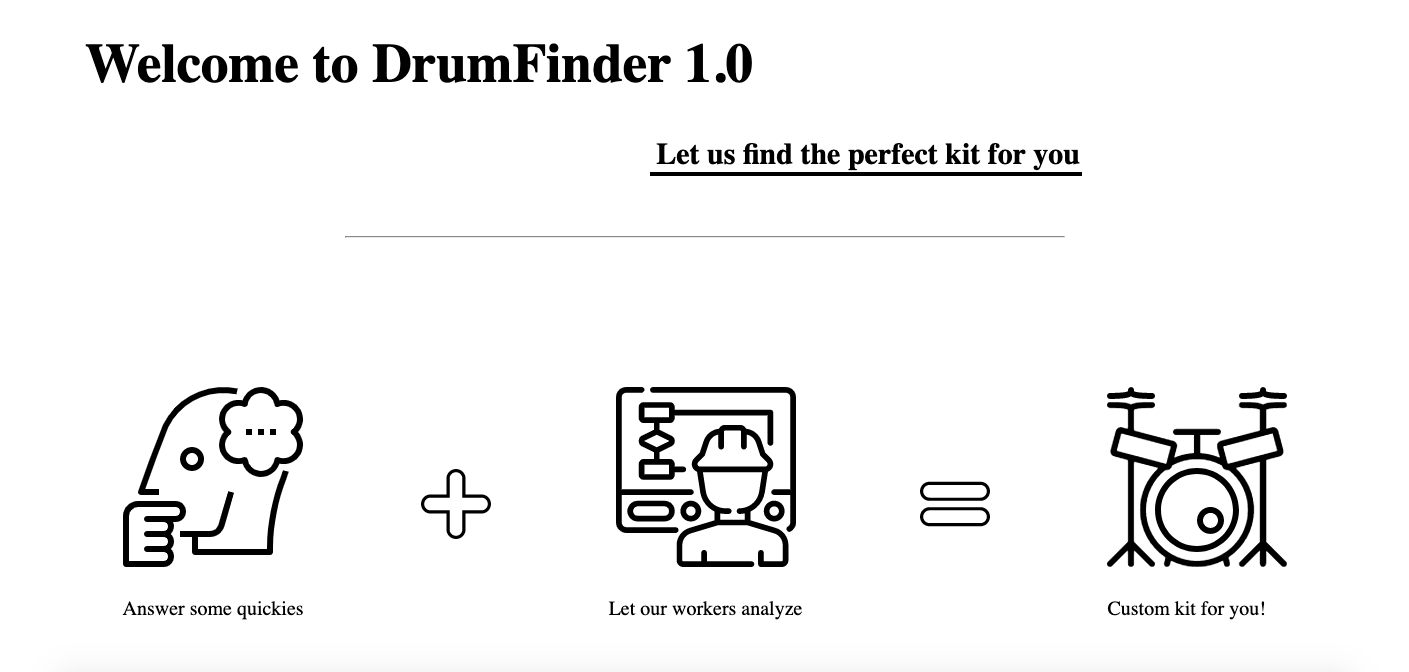 Welcome to DrumFinder 1.0
Let us find the perfect kit for you
Answer some quickies
Let our workers analyze
Custom kit for you!